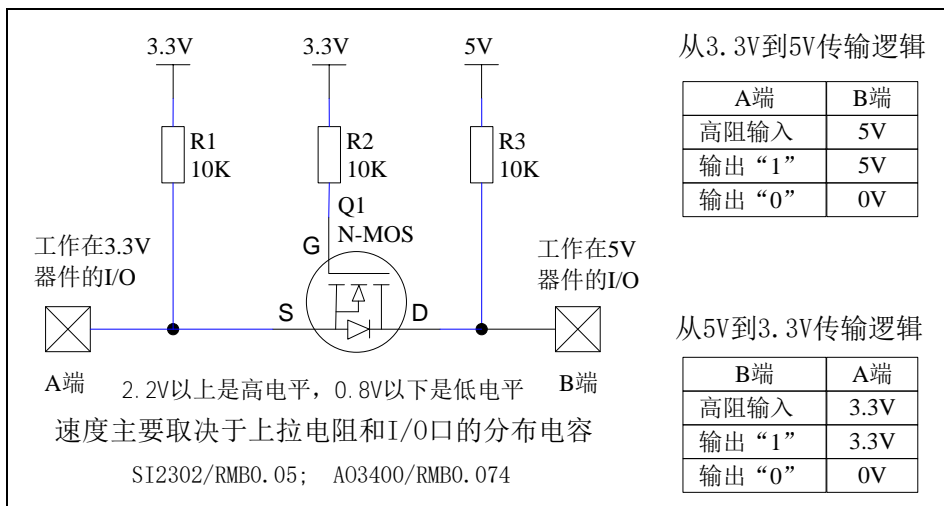 3.3V
3.3V
5V
R1
10K
R2
10K
R3
10K
Q1
N-MOS
G
S
D
工作在3.3V
器件的I/O
A端
工作在5V
器件的I/O
B端
2.2V以上是高电平，0.8V以下是低电平
速度主要取决于上拉电阻和I/O口的分布电容
SI2302/RMB0.05; AO3400/RMB0.074
从3.3V到5V传输逻辑
A端 B端
高阻输入 5V
输出“1” 5V
输出“0” 0V
从5V到3.3V传输逻辑
B端 A端
高阻输入 3.3V
输出“1” 3.3V
输出“0” 0V